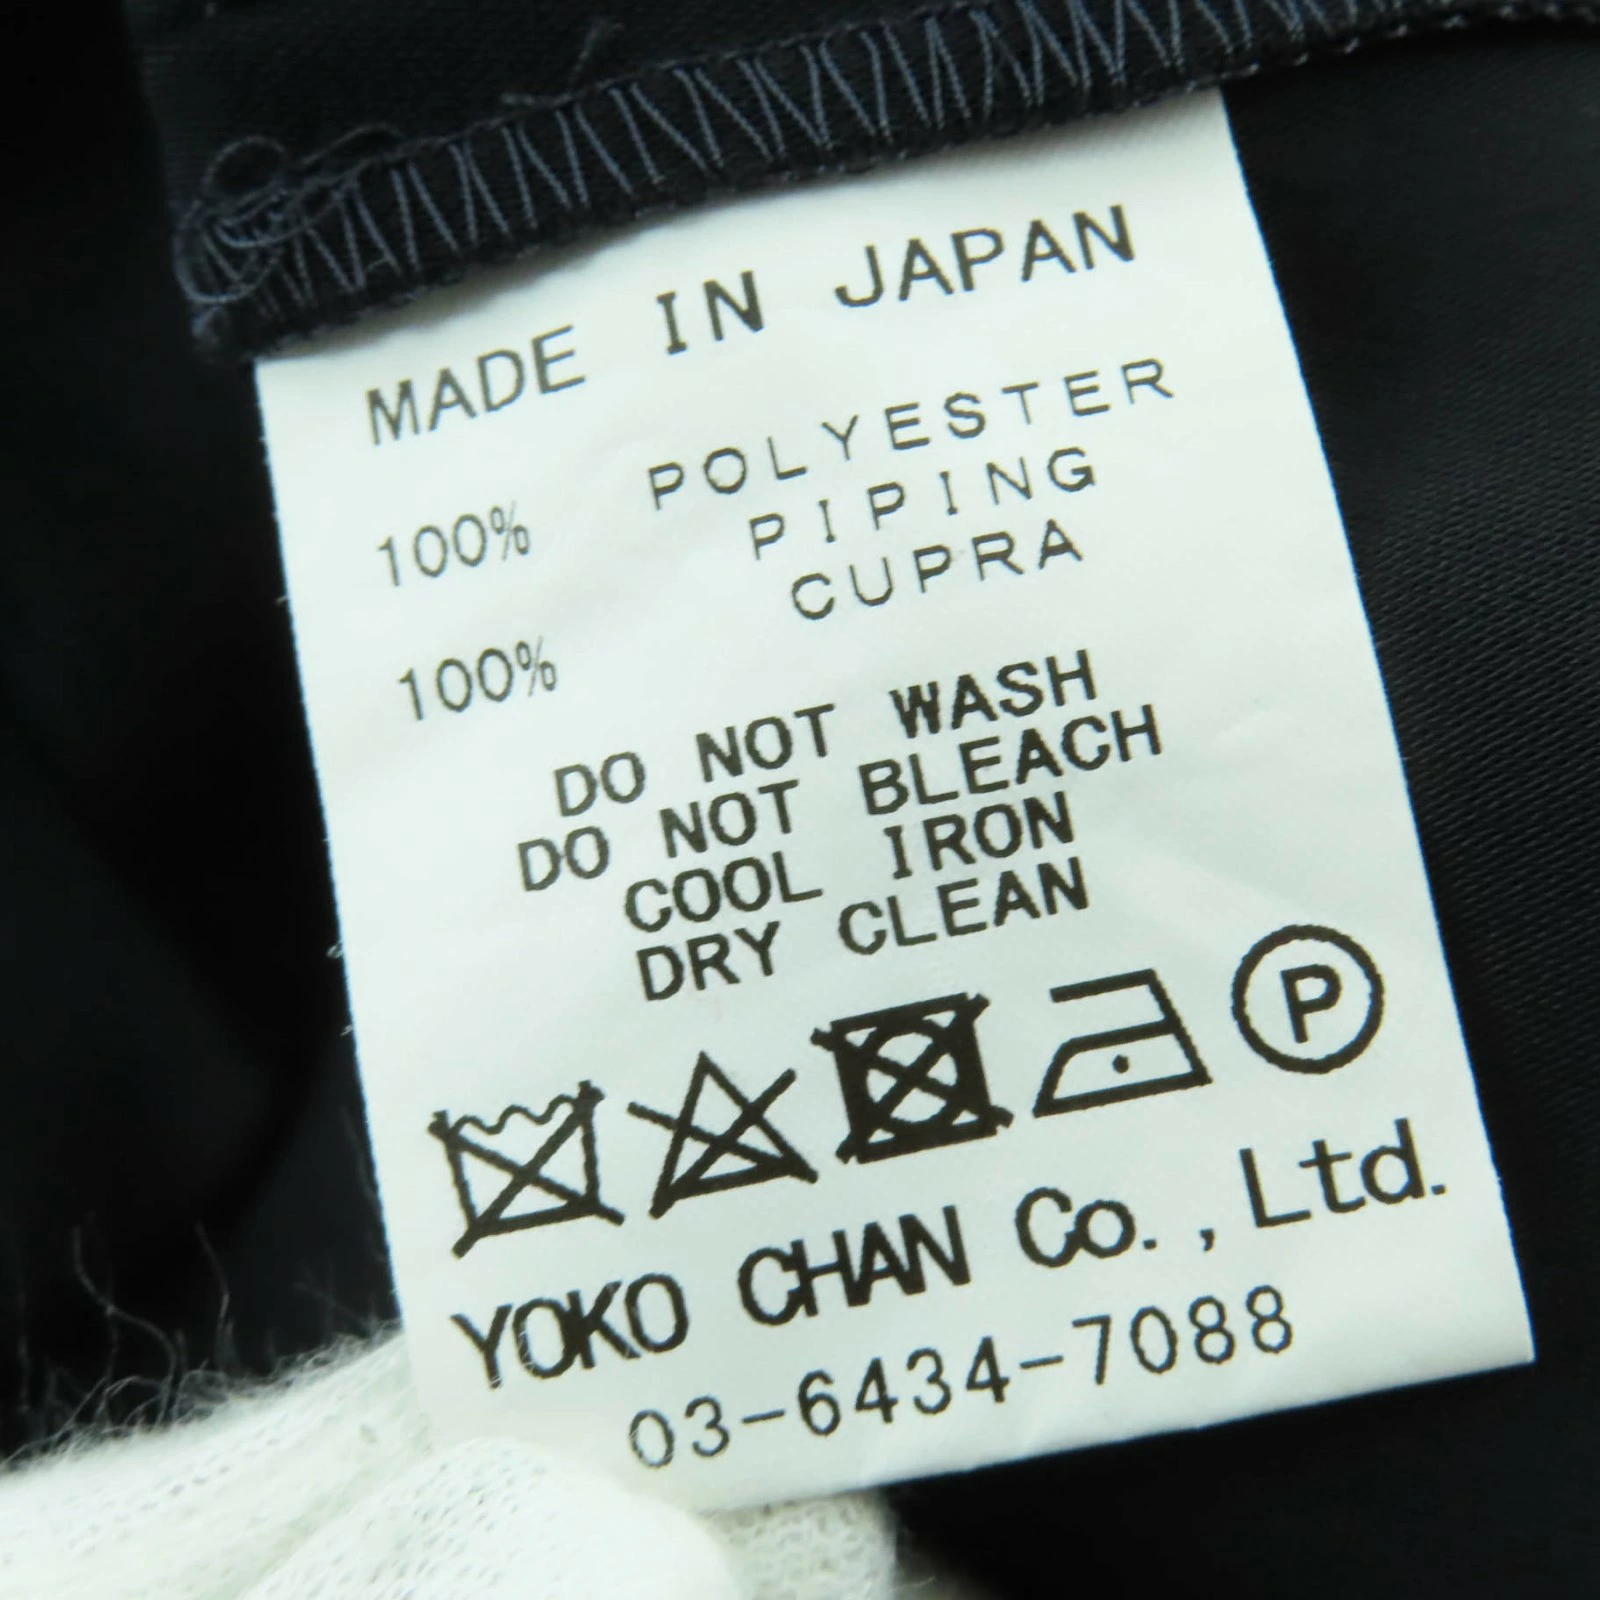 MADE IN JAPAN
100% POLYESTER
PIPING
100% CUPRA
DO NOT WASH
DO NOT BLEACH
COOL IRON
DRY CLEAN
P
YOKO CHAN Co., Ltd.
03-6434-7088